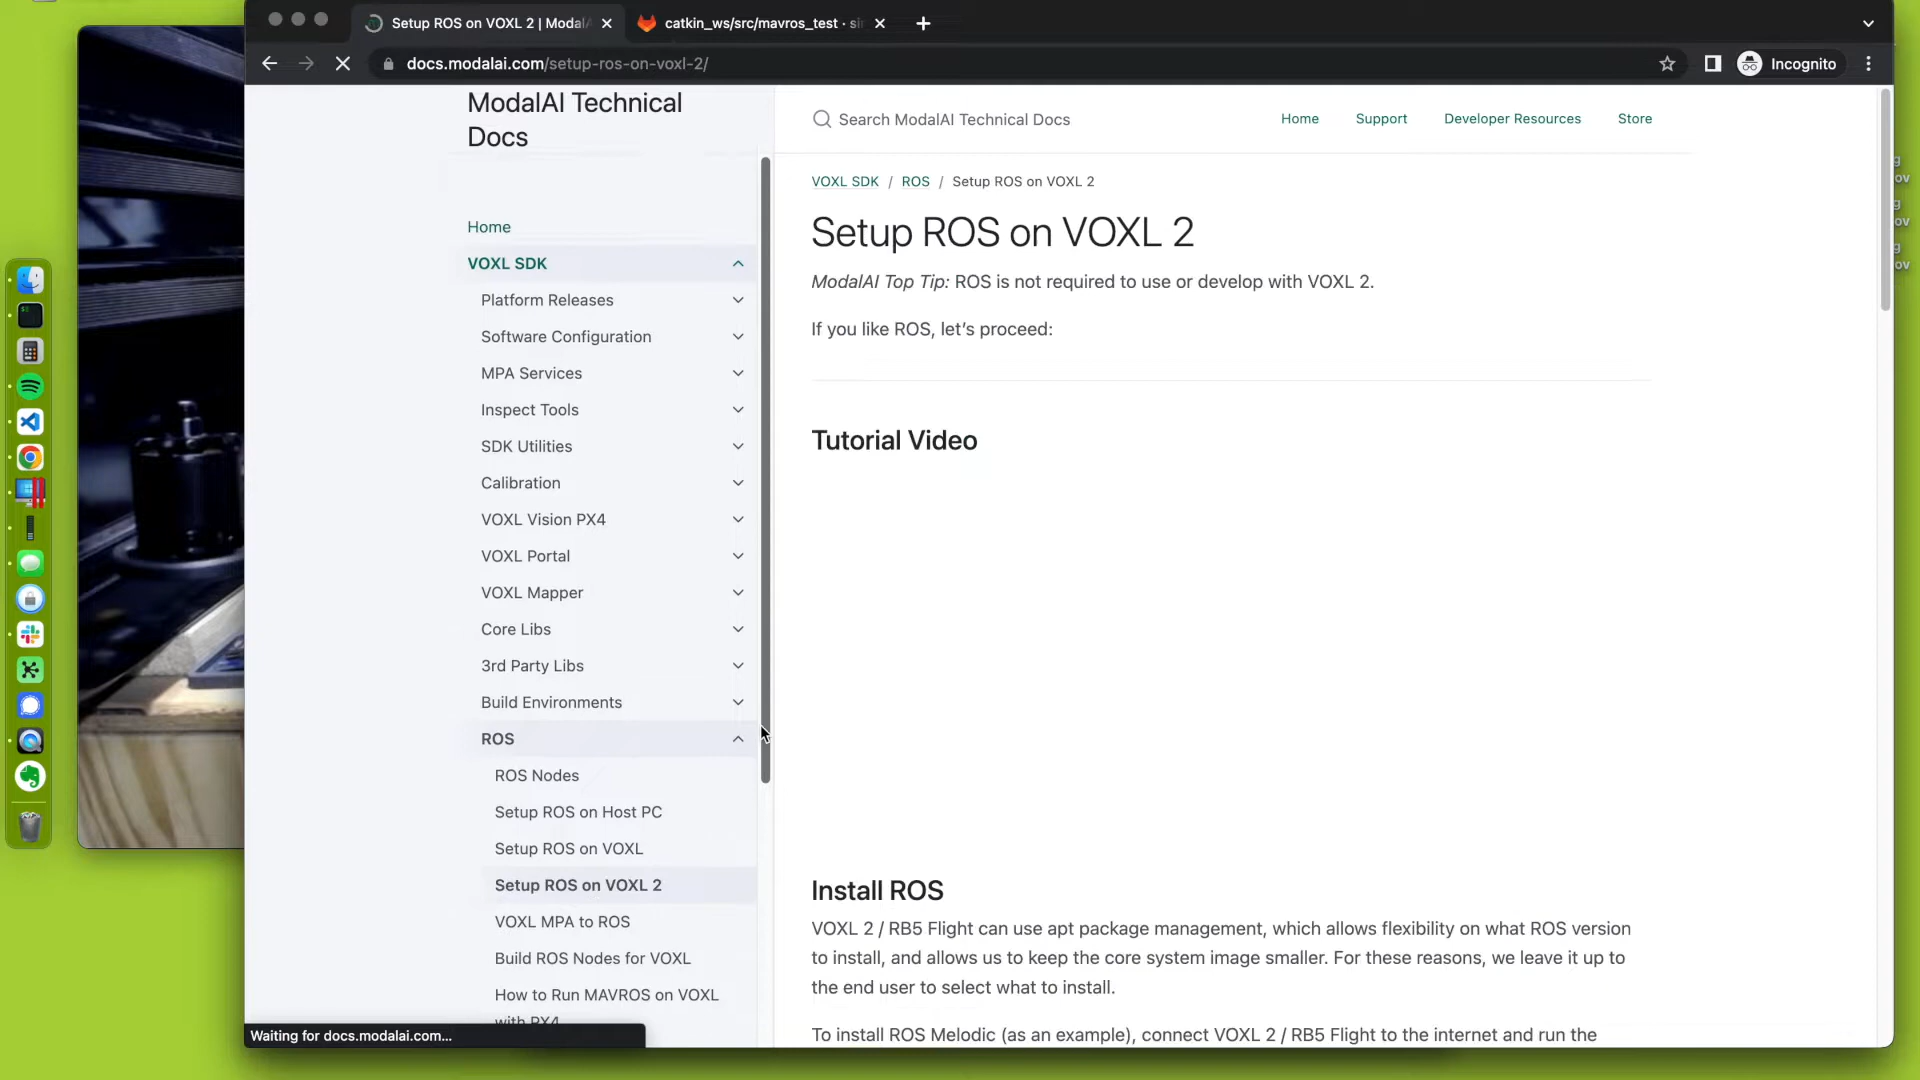 Setup ROS on VOXL 2 | ModalA
catkin_ws/src/mavros_test · si
docs.modalai.com/setup-ros-on-voxl-2/
Incognito
ModalAI Technical
Docs
Search ModalAI Technical Docs
Home
Support
Developer Resources
Store
Home
VOXL SDK
Platform Releases
Software Configuration
MPA Services
Inspect Tools
SDK Utilities
Calibration
VOXL Vision PX4
VOXL Portal
VOXL Mapper
Core Libs
3rd Party Libs
Build Environments
ROS
ROS Nodes
Setup ROS on Host PC
Setup ROS on VOXL
Setup ROS on VOXL 2
VOXL MPA to ROS
Build ROS Nodes for VOXL
How to Run MAVROS on VOXL
with PX4
VOXL SDK / ROS / Setup ROS on VOXL 2
Setup ROS on VOXL 2
ModalAI Top Tip: ROS is not required to use or develop with VOXL 2.
If you like ROS, let's proceed:
Tutorial Video
Install ROS
VOXL 2 / RB5 Flight can use apt package management, which allows flexibility on what ROS version
to install, and allows us to keep the core system image smaller. For these reasons, we leave it up to
the end user to select what to install.
To install ROS Melodic (as an example), connect VOXL 2 / RB5 Flight to the internet and run the
Waiting for docs.modalai.com...
g
ov
g
ov
g
ov